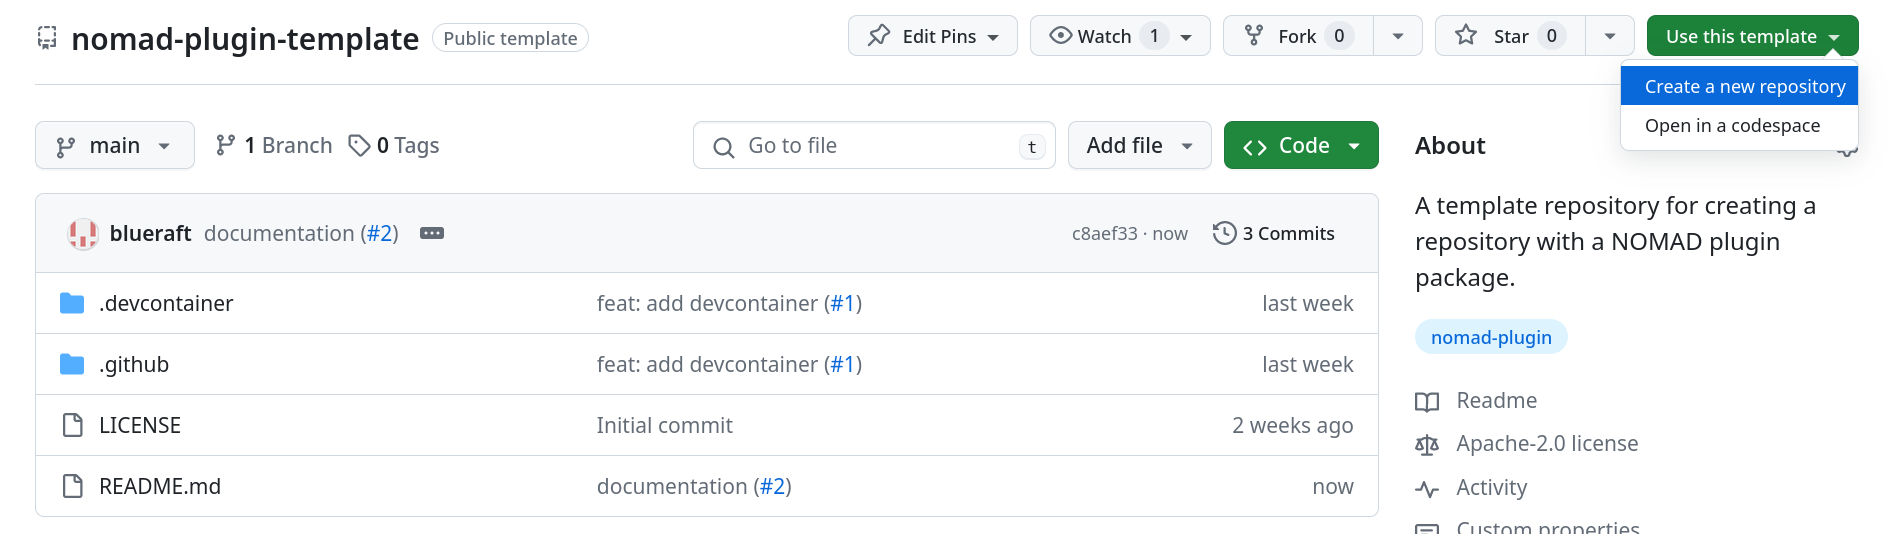 nomad-plugin-template Public template Edit Pins Watch 1 Fork 0 Star 0 Use this template
Create a new repository
Open in a codespace
main 1 Branch 0 Tags Go to file t Add file Code
About
A template repository for creating a
repository with a NOMAD plugin
package.
nomad-plugin
Readme
Apache-2.0 license
Activity
Custom properties
blueraft documentation (#2) c8aef33 · now 3 Commits
.devcontainer feat: add devcontainer (#1) last week
.github feat: add devcontainer (#1) last week
LICENSE Initial commit 2 weeks ago
README.md documentation (#2) now